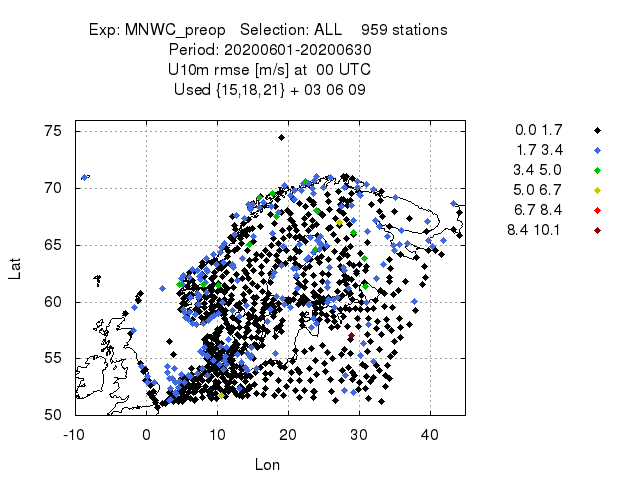 Exp: MNWC_preop Selection: ALL 959 stations
Period: 20200601-20200630
U10m rmse [m/s] at 00 UTC
Used {15,18,21} + 03 06 09
75
70
65
60
55
50
Lat
-10 0 10 20 30 40
Lon
0.0 1.7
1.7 3.4
3.4 5.0
5.0 6.7
6.7 8.4
8.4 10.1